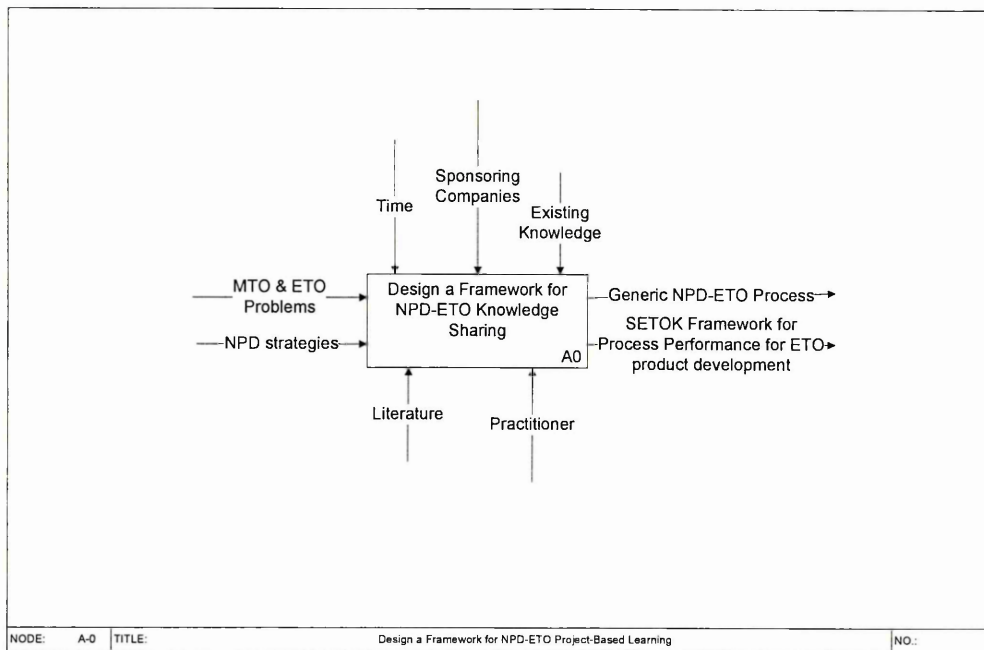 Sponsoring
Companies
Time
Existing
Knowledge
MTO & ETO
Problems
NPD strategies
Design a Framework for
NPD-ETO Knowledge
Sharing
A0
Generic NPD-ETO Process
SETOK Framework for
Process Performance for ETO
product development
Literature
Practitioner
NODE: A-0 TITLE: Design a Framework for NPD-ETO Project-Based Learning NO.: